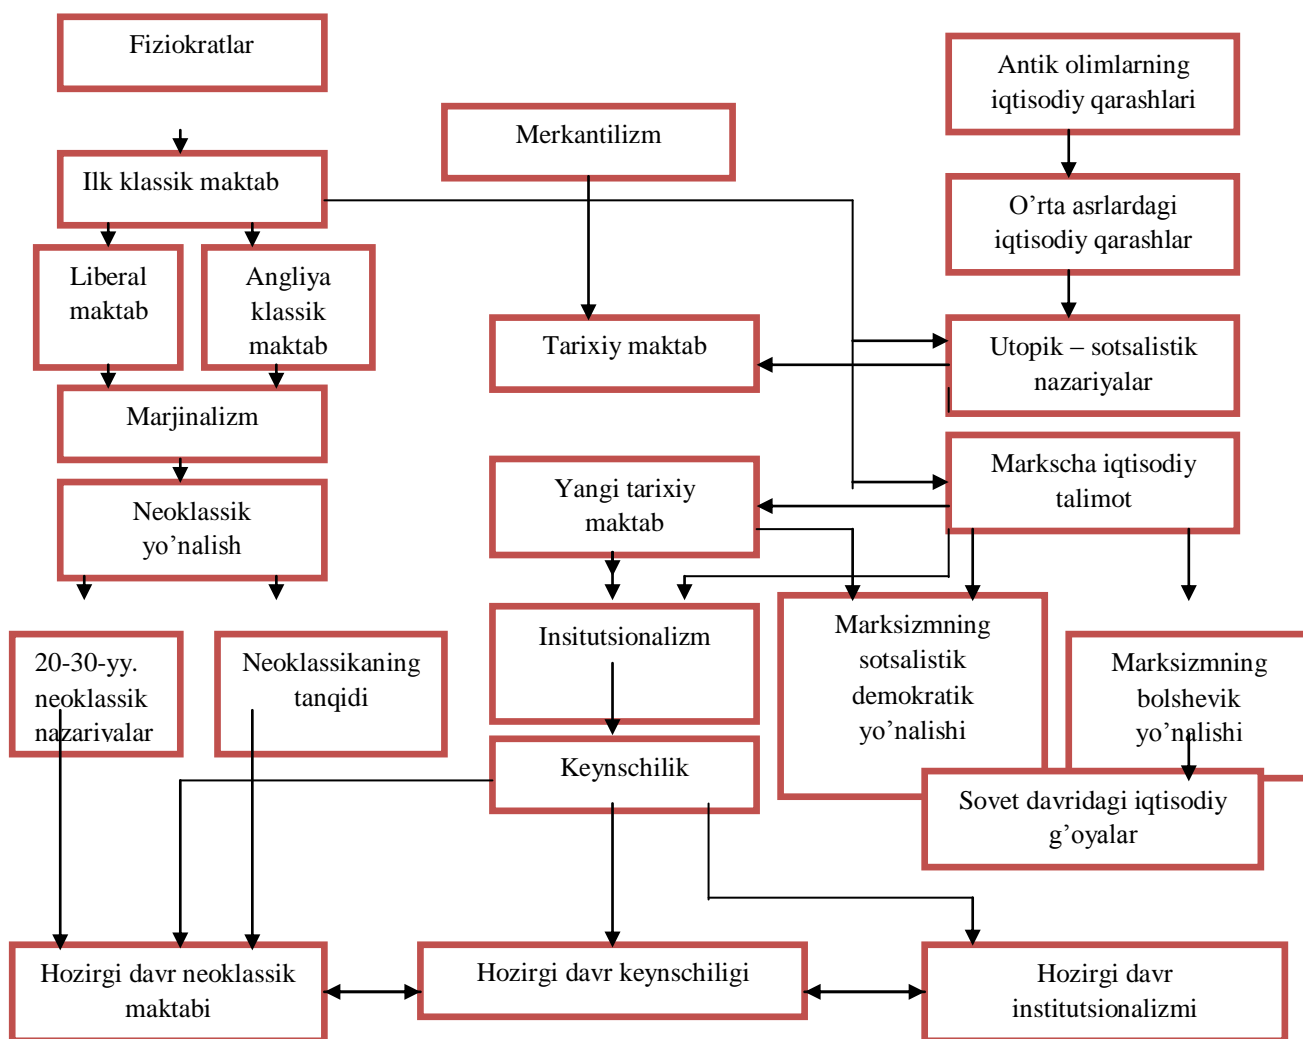 Fiziokratlar
Antik olimlarning
iqtisodiy qarashlari
Merkantilizm
Ilk klassik maktab
O’rta asrlardagi
iqtisodiy qarashlar
Liberal
maktab
Angliya
klassik
maktab
Tarixiy maktab
Utopik – sotsalistik
nazariyalar
Marjinalizm
Yangi tarixiy
maktab
Markscha iqtisodiy
talimot
Neoklassik
yo’nalish
20-30-yy.
neoklassik
nazarivalar
Neoklassikaning
tanqidi
Insitutsionalizm
Marksizmning
sotsalistik
demokratik
yo’nalishi
Marksizmning
bolshevik
yo’nalishi
Keynschilik
Sovet davridagi iqtisodiy
g’oyalar
Hozirgi davr neoklassik
maktabi
Hozirgi davr keynschiligi
Hozirgi davr
institutsionalizmi